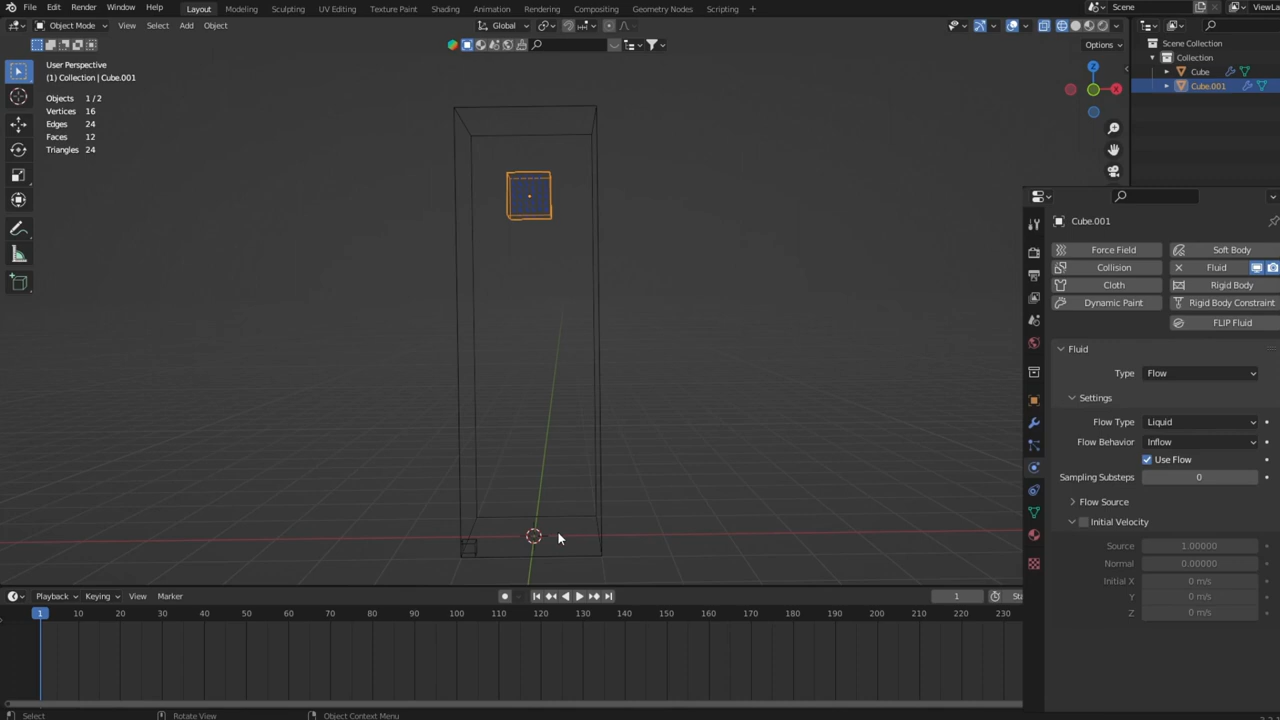 File Edit Render Window Help Layout Modeling Sculpting UV Editing Texture Paint Shading Animation Rendering Compositing Geometry Nodes Scripting + Scene ViewLa
Object Mode View Select Add Object Global
Options
User Perspective
(1) Collection | Cube.001
Objects 1 / 2
Vertices 16
Edges 24
Faces 12
Triangles 24
Z
X
Scene Collection
Collection
Cube
Cube.001
Cube.001
Force Field Soft Body
Collision Fluid
Cloth Rigid Body
Dynamic Paint Rigid Body Constraint
FLIP Fluid
Fluid
Type Flow
Settings
Flow Type Liquid
Flow Behavior Inflow
Use Flow
Sampling Substeps 0
Flow Source
Initial Velocity
Source 1.00000
Normal 0.00000
Initial X 0 m/s
Y 0 m/s
Z 0 m/s
Playback Keying View Marker 1 Sta
1 10 20 30 40 50 60 70 80 90 100 110 120 130 140 150 160 170 180 190 200 210 220 230
Select Rotate View Object Context Menu